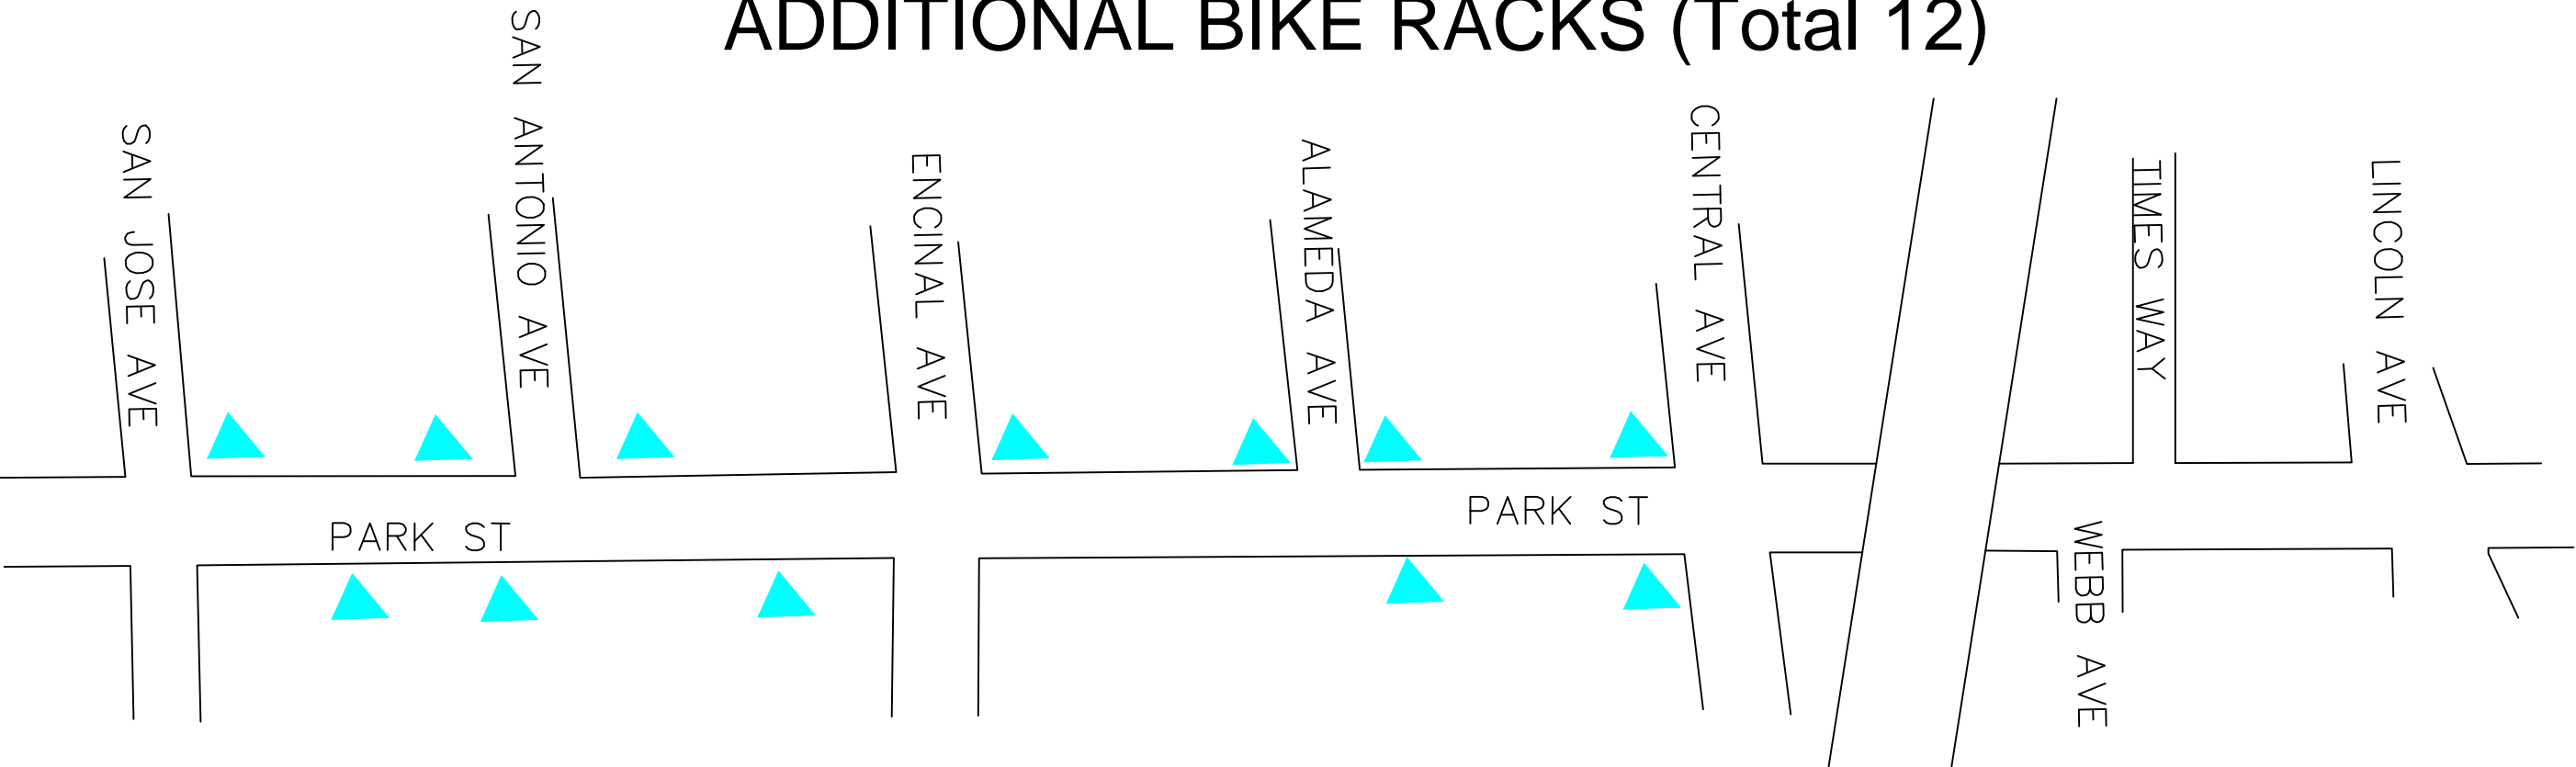 ADDITIONAL BIKE RACKS (Total 12)
SAN JOSE AVE
SAN ANTONIO AVE
ENCINAL AVE
ALAMEDA AVE
CENTRAL AVE
TIMES WAY
LINCOLN AVE
PARK ST
PARK ST
WEBB AVE